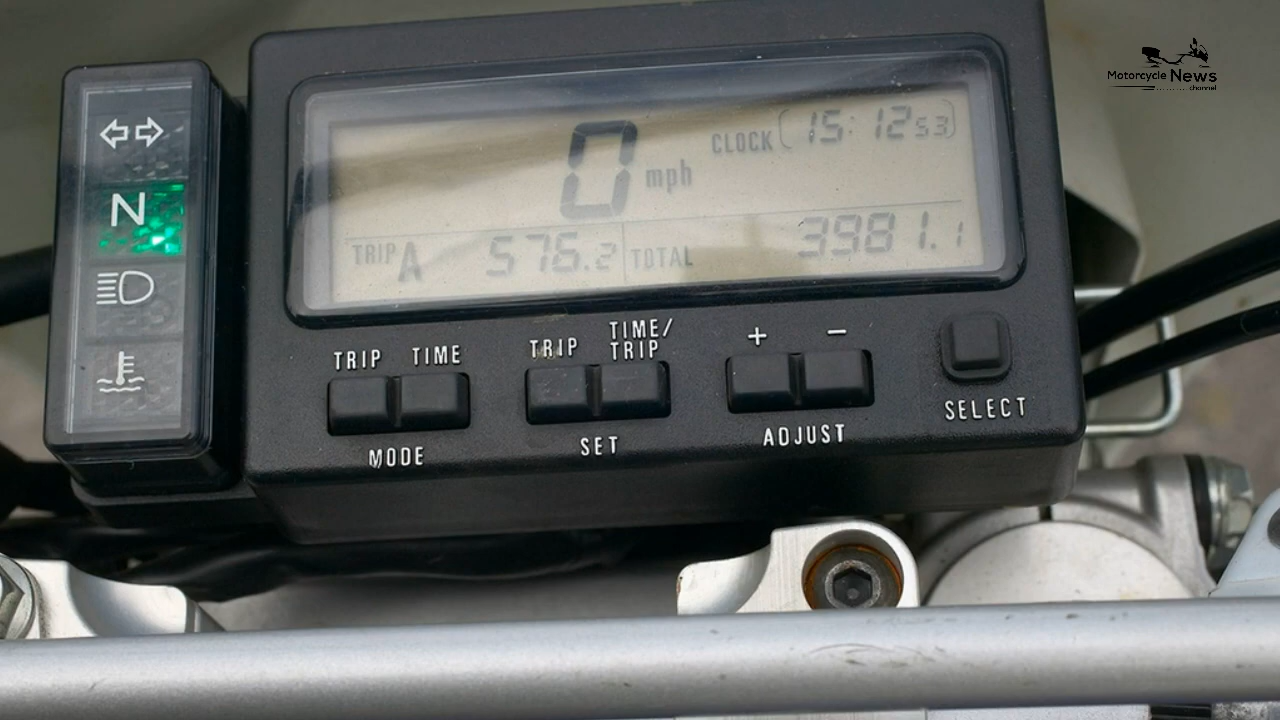 Motorcycle News
channel
CLOCK 15:12 53
0 mph
TRIP A 576.2 TOTAL 3981.1
N
TRIP TIME
MODE
TRIP TIME/TRIP
SET
+ −
ADJUST
SELECT